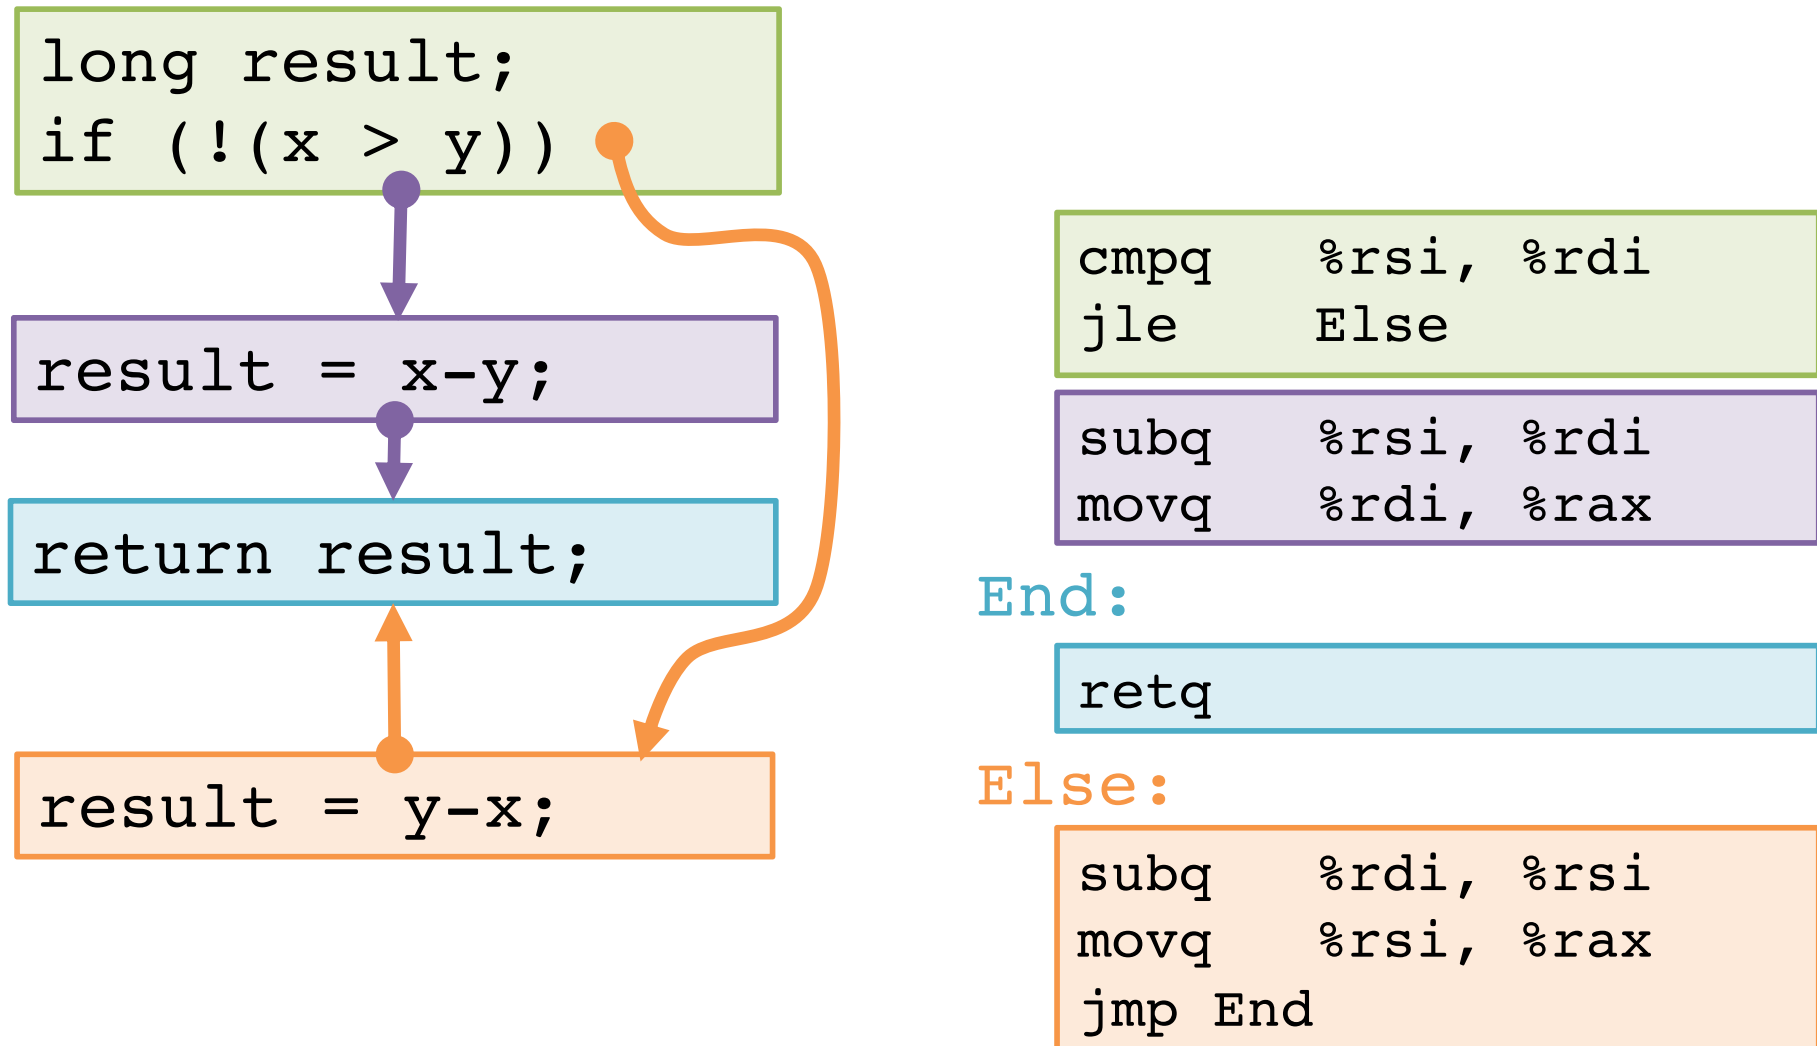 long result;
if (!(x > y))
result = x-y;
return result;
result = y-x;
cmpq %rsi, %rdi
jle Else
subq %rsi, %rdi
movq %rdi, %rax
End:
retq
Else:
subq %rdi, %rsi
movq %rsi, %rax
jmp End